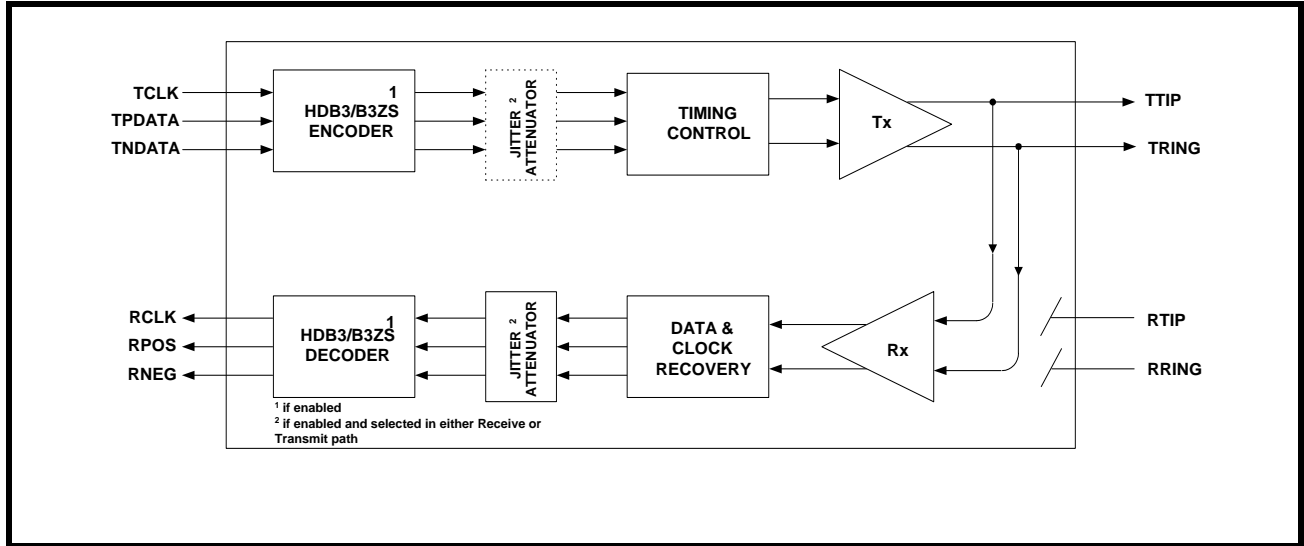 TCLK
TPDATA
TNDATA
1
HDB3/B3ZS
ENCODER
JITTER 2
ATTENUATOR
TIMING
CONTROL
Tx
TTIP
TRING
RCLK
RPOS
RNEG
1
HDB3/B3ZS
DECODER
JITTER 2
ATTENUATOR
DATA &
CLOCK
RECOVERY
Rx
RTIP
RRING
1 if enabled
2 if enabled and selected in either Receive or
Transmit path